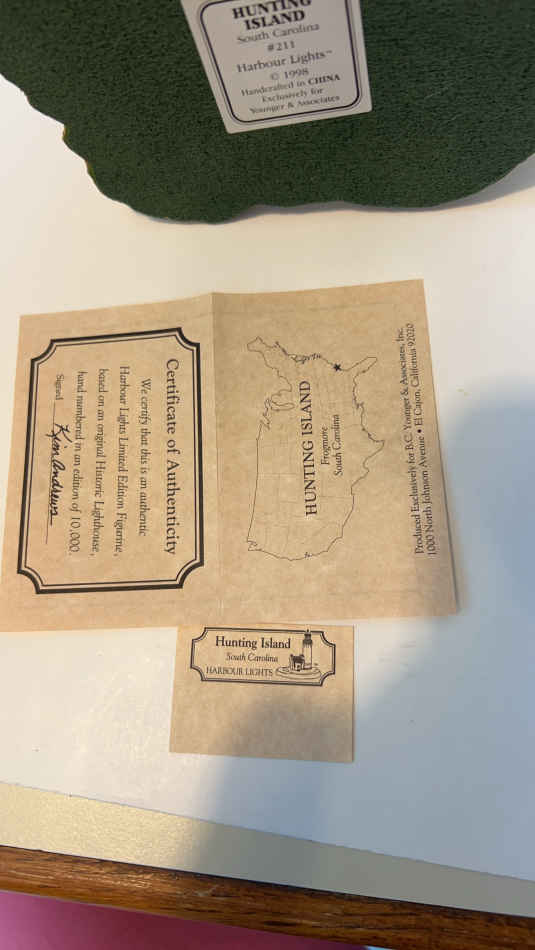 HUNTING
ISLAND
South Carolina
#211
Harbour Lights™
© 1998
Handcrafted in CHINA
Exclusively for
Younger & Associates
Certificate of Authenticity
We certify that this is an authentic
Harbour Lights Limited Edition Figurine,
based on an original Historic Lighthouse,
hand numbered in an edition of 10,000.
Signed Kim Andrews
HUNTING ISLAND
Frogmore
South Carolina
Produced Exclusively for B.C. Younger & Associates, Inc.
1000 North Johnson Avenue • El Cajon, California 92020
Hunting Island
South Carolina
HARBOUR LIGHTS